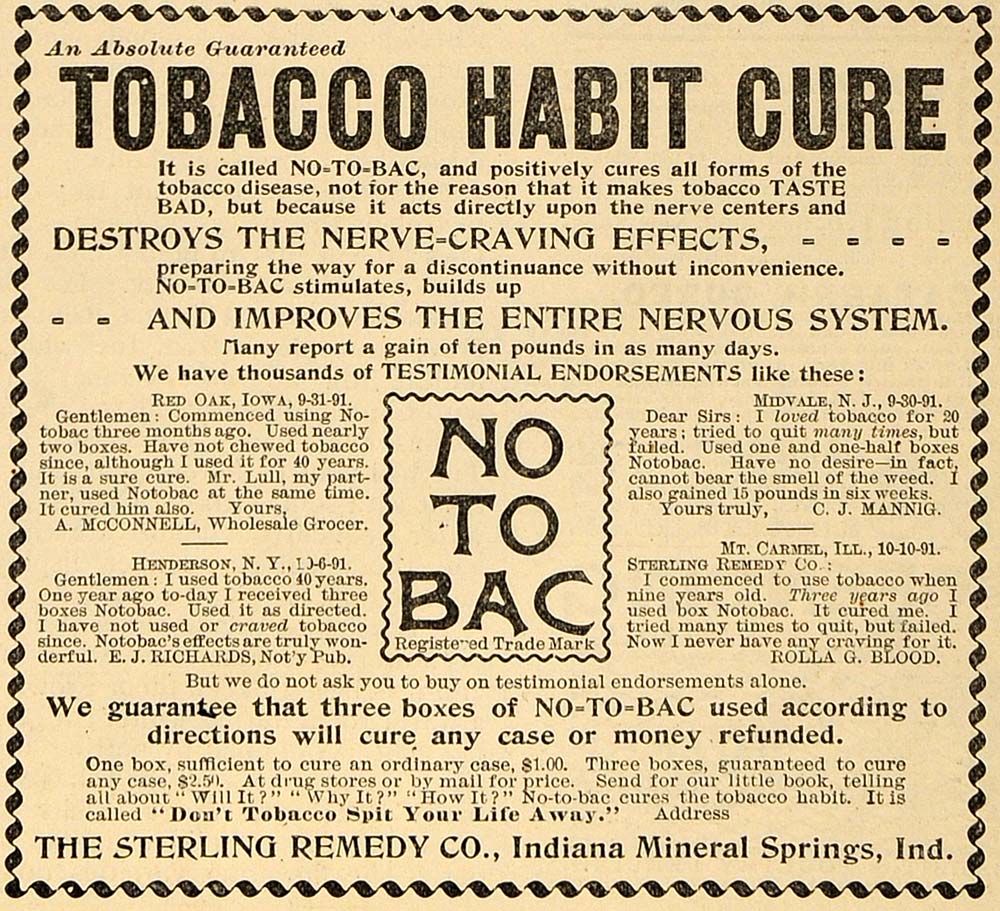 An Absolute Guaranteed
TOBACCO HABIT CURE
It is called NO=TO=BAC, and positively cures all forms of the
tobacco disease, not for the reason that it makes tobacco TASTE
BAD, but because it acts directly upon the nerve centers and
DESTROYS THE NERVE=CRAVING EFFECTS, - - - -
preparing the way for a discontinuance without inconvenience.
NO=TO=BAC stimulates, builds up
- - AND IMPROVES THE ENTIRE NERVOUS SYSTEM.
Many report a gain of ten pounds in as many days.
We have thousands of TESTIMONIAL ENDORSEMENTS like these:
RED OAK, IOWA, 9-31-91.
Gentlemen: Commenced using No-
tobac three months ago. Used nearly
two boxes. Have not chewed tobacco
since, although I used it for 40 years.
It is a sure cure. Mr. Lull, my part-
ner, used Notobac at the same time.
It cured him also. Yours,
A. McCONNELL, Wholesale Grocer.
HENDERSON, N. Y., 10-6-91.
Gentlemen: I used tobacco 40 years.
One year ago to-day I received three
boxes Notobac. Used it as directed.
I have not used or craved tobacco
since. Notobac's effects are truly won-
derful. E. J. RICHARDS, Not'y Pub.
NO
TO
BAC
Registered Trade Mark
MIDVALE, N. J., 9-30-91.
Dear Sirs: I loved tobacco for 20
years; tried to quit many times, but
failed. Used one and one-half boxes
Notobac. Have no desire—in fact,
cannot bear the smell of the weed. I
also gained 15 pounds in six weeks.
Yours truly, C. J. MANNIG.
MT. CARMEL, ILL., 10-10-91.
STERLING REMEDY CO.:
I commenced to use tobacco when
nine years old. Three years ago I
used box Notobac. It cured me. I
tried many times to quit, but failed.
Now I never have any craving for it.
ROLLA G. BLOOD.
But we do not ask you to buy on testimonial endorsements alone.
We guarantee that three boxes of NO=TO=BAC used according to
directions will cure any case or money refunded.
One box, sufficient to cure an ordinary case, $1.00. Three boxes, guaranteed to cure
any case, $2.50. At drug stores or by mail for price. Send for our little book, telling
all about "Will It?" "Why It?" "How It?" No-to-bac cures the tobacco habit. It is
called "Don't Tobacco Spit Your Life Away." Address
THE STERLING REMEDY CO., Indiana Mineral Springs, Ind.